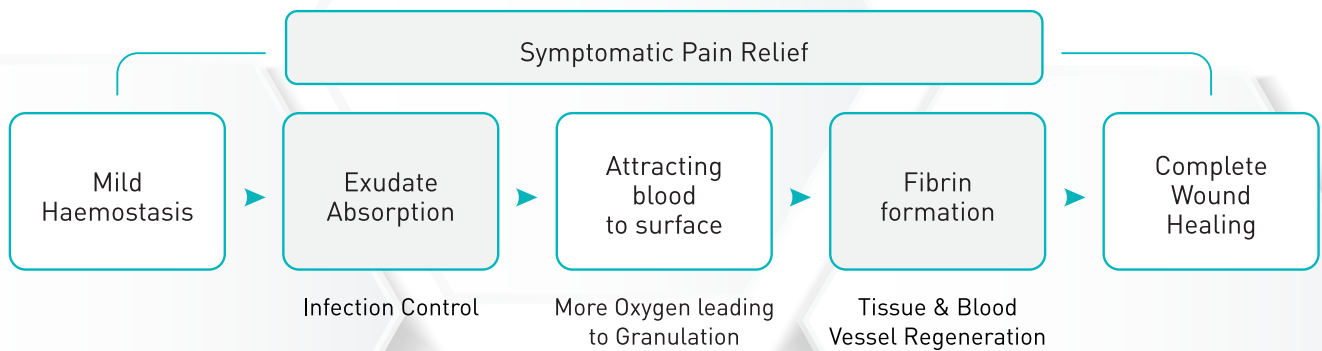 Symptomatic Pain Relief
Mild
Haemostasis
Exudate
Absorption
Attracting
blood
to surface
Fibrin
formation
Complete
Wound
Healing
Infection Control
More Oxygen leading
to Granulation
Tissue & Blood
Vessel Regeneration